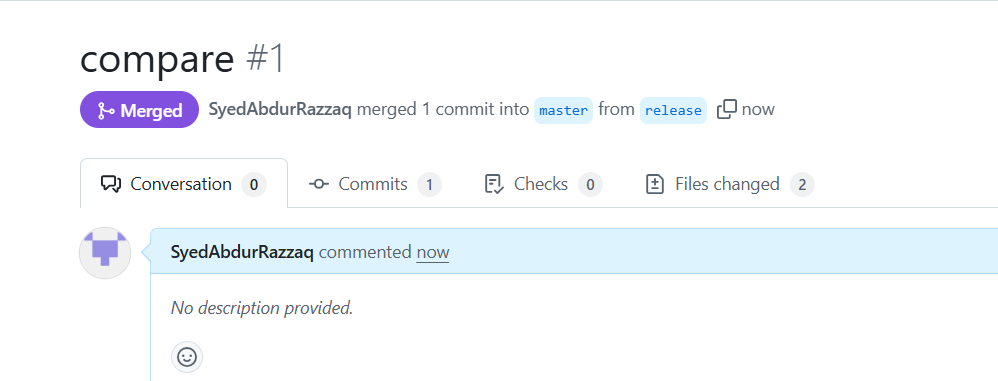 compare #1
Merged SyedAbdurRazzaq merged 1 commit into master from release now
Conversation 0 Commits 1 Checks 0 Files changed 2
SyedAbdurRazzaq commented now
No description provided.